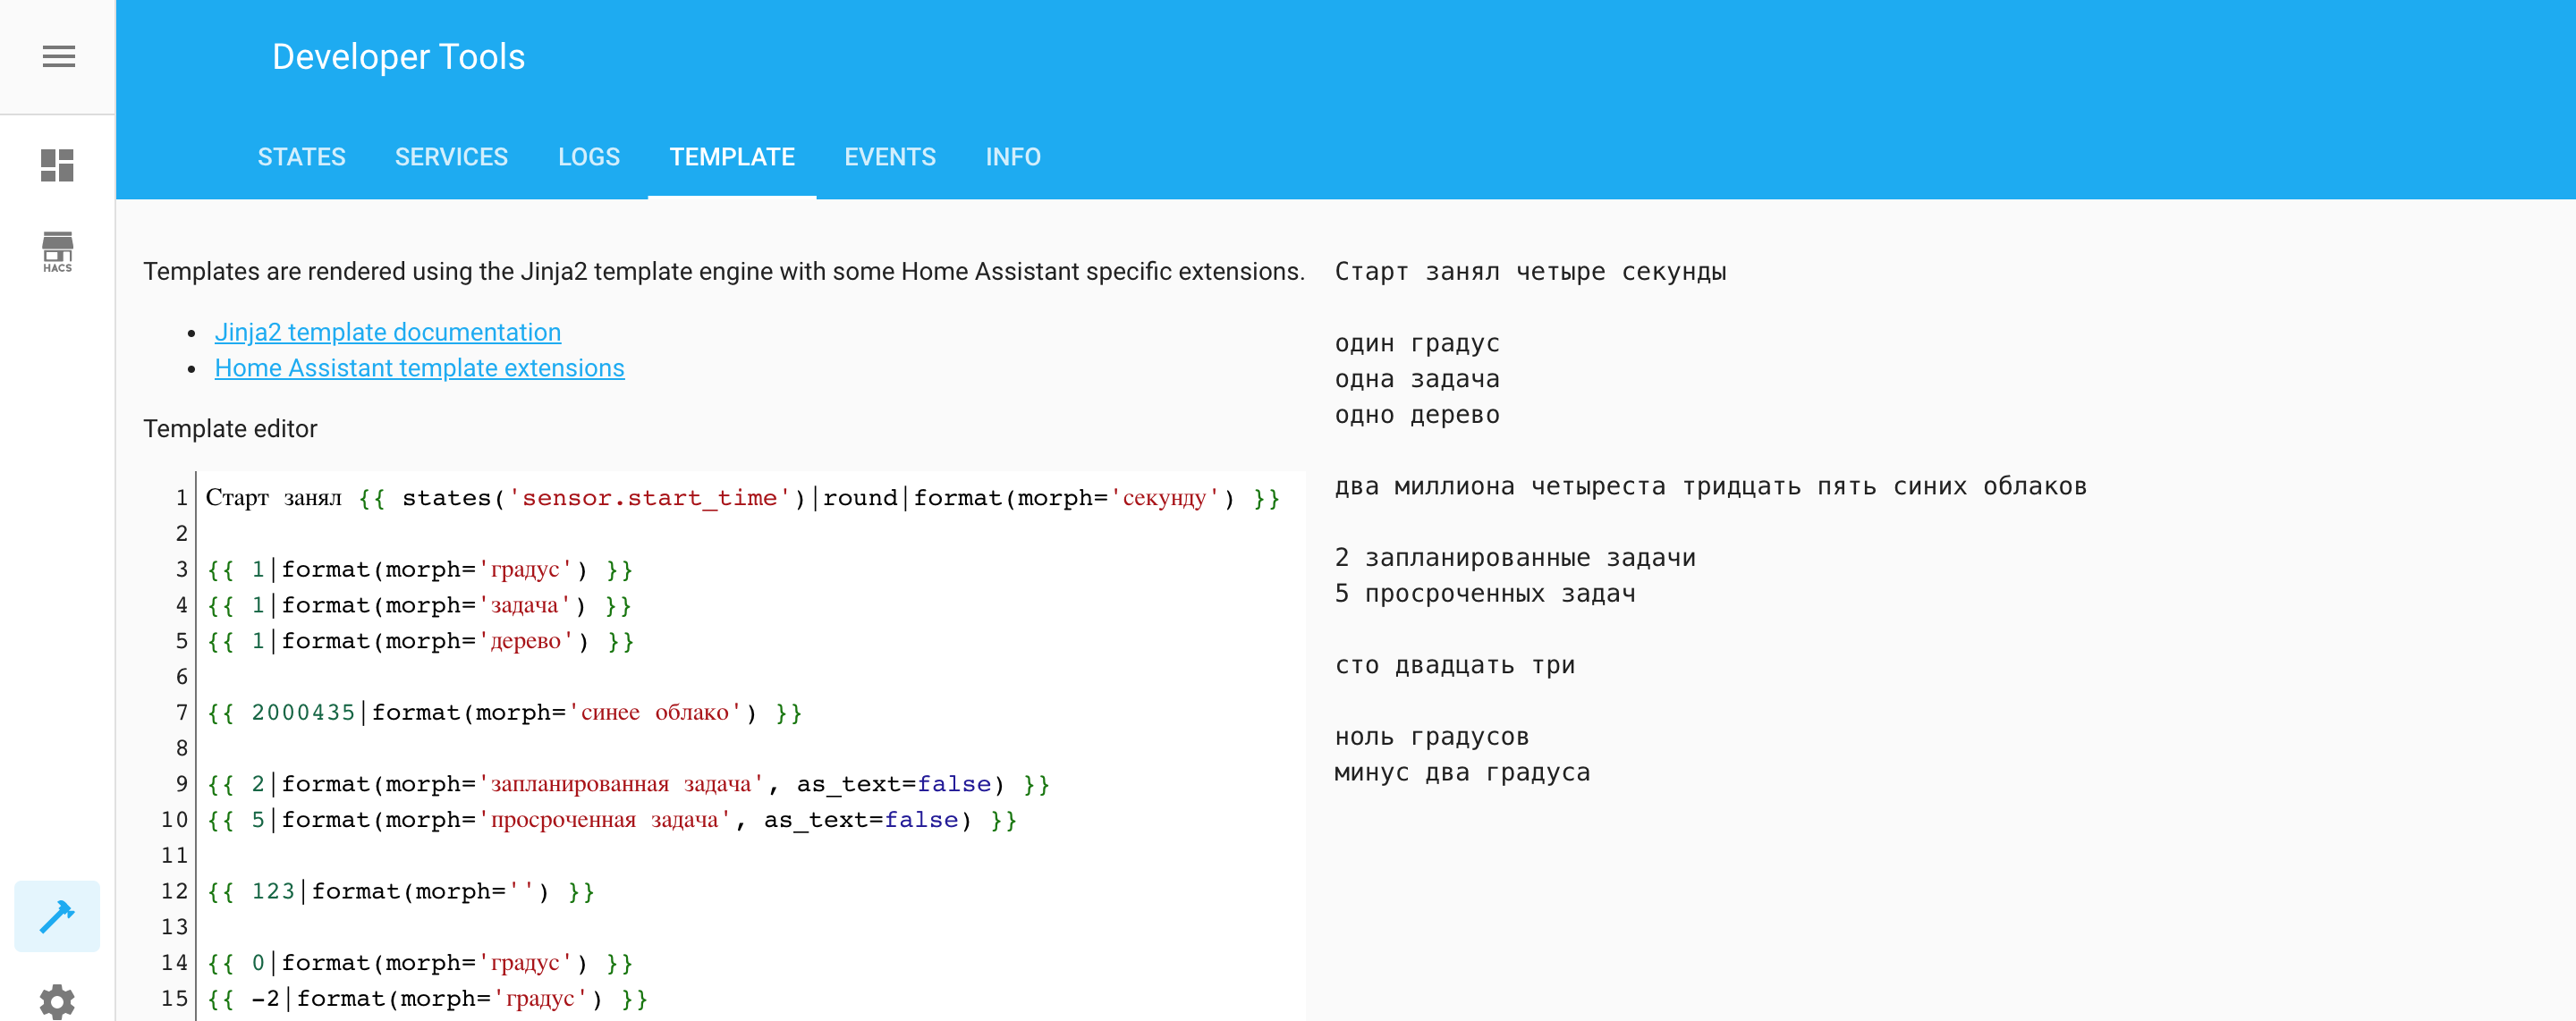 Developer Tools
STATES SERVICES LOGS TEMPLATE EVENTS INFO
HACS
Templates are rendered using the Jinja2 template engine with some Home Assistant specific extensions.
Jinja2 template documentation
Home Assistant template extensions
Template editor
1 Старт занял {{ states('sensor.start_time')|round|format(morph='секунду') }}
2
3 {{ 1|format(morph='градус') }}
4 {{ 1|format(morph='задача') }}
5 {{ 1|format(morph='дерево') }}
6
7 {{ 2000435|format(morph='синее облако') }}
8
9 {{ 2|format(morph='запланированная задача', as_text=false) }}
10 {{ 5|format(morph='просроченная задача', as_text=false) }}
11
12 {{ 123|format(morph='') }}
13
14 {{ 0|format(morph='градус') }}
15 {{ -2|format(morph='градус') }}
Старт занял четыре секунды
один градус
одна задача
одно дерево
два миллиона четыреста тридцать пять синих облаков
2 запланированные задачи
5 просроченных задач
сто двадцать три
ноль градусов
минус два градуса